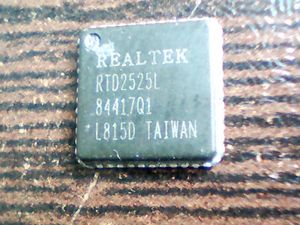 REALTEK
RTD2525L
84417Q1
L815D TAIWAN